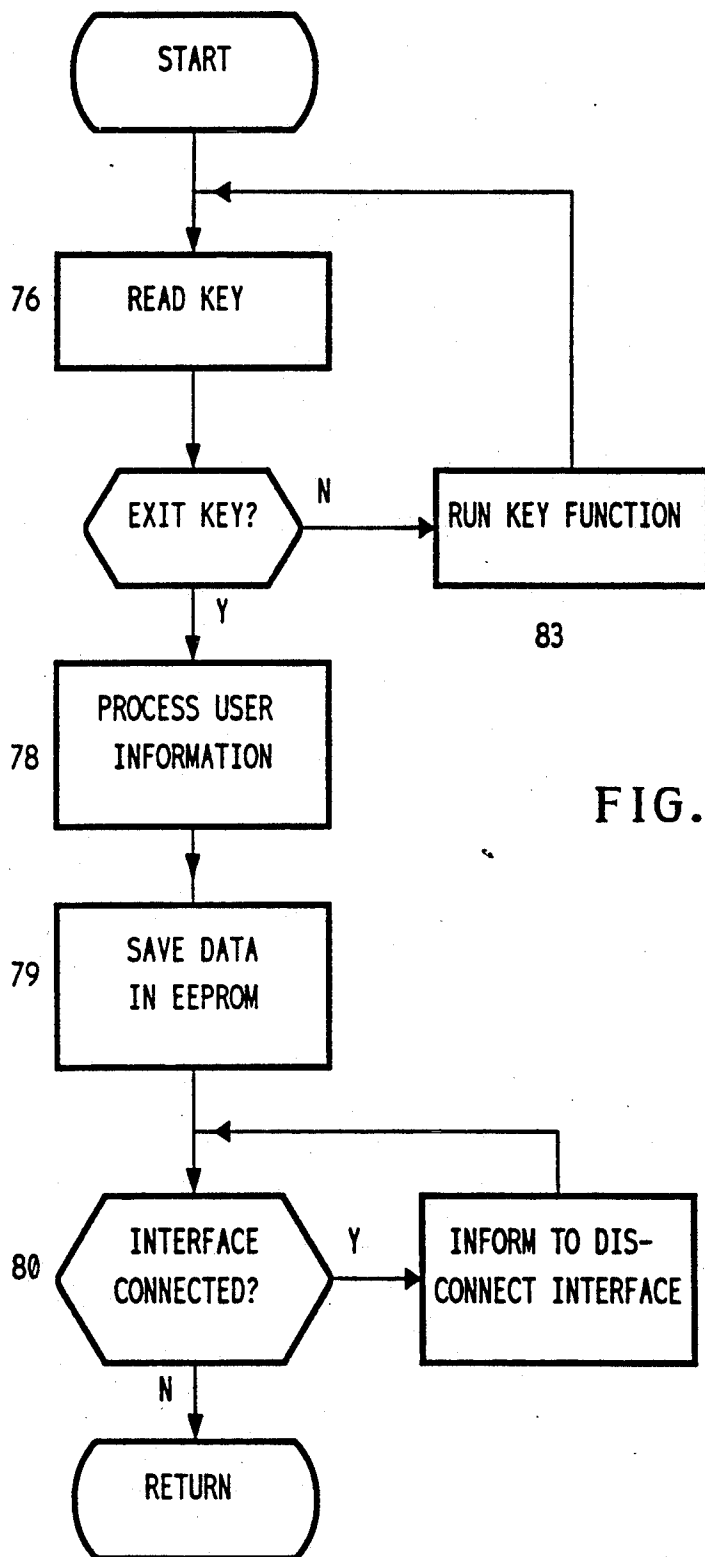 START
76
READ KEY
EXIT KEY?
N
RUN KEY FUNCTION
Y
83
PROCESS USER
INFORMATION
78
FIG.
SAVE DATA
IN EEPROM
79
INTERFACE
CONNECTED?
80
Y
INFORM TO DIS-
CONNECT INTERFACE
N
RETURN